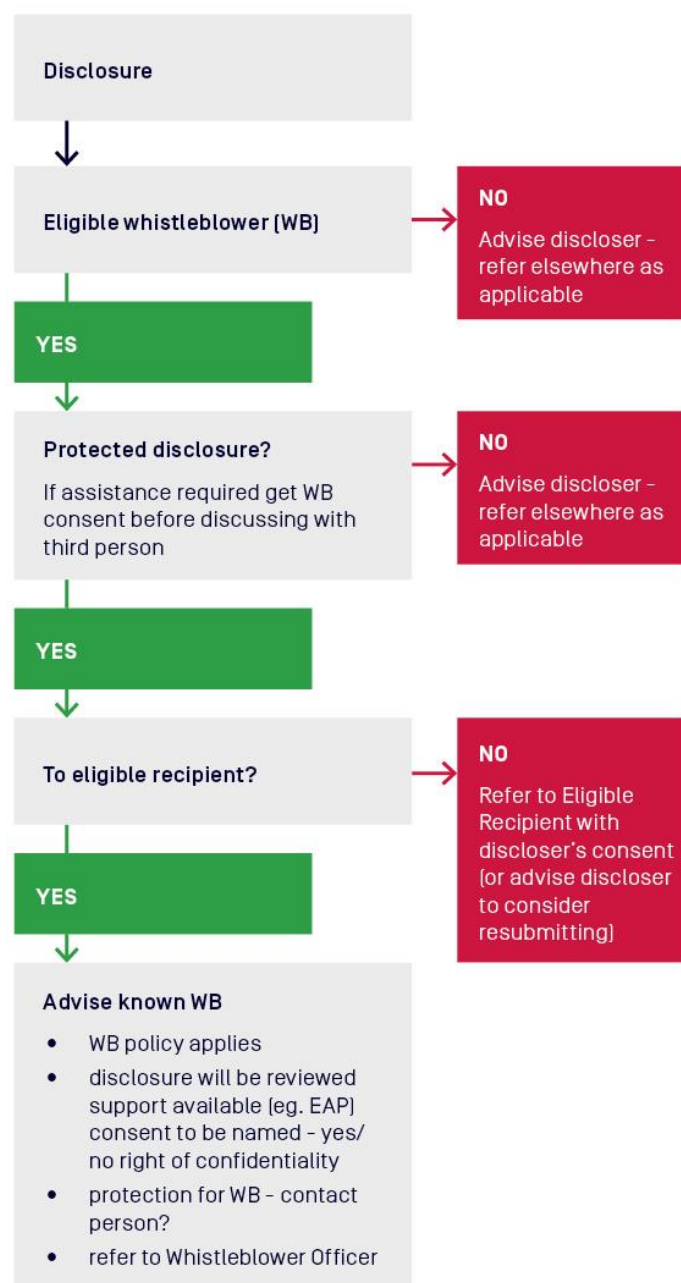 Disclosure
Eligible whistleblower (WB)
NO
Advise discloser -
refer elsewhere as
applicable
YES
Protected disclosure?
If assistance required get WB
consent before discussing with
third person
NO
Advise discloser -
refer elsewhere as
applicable
YES
To eligible recipient?
NO
Refer to Eligible
Recipient with
discloser's consent
(or advise discloser
to consider
resubmitting)
YES
Advise known WB
• WB policy applies
• disclosure will be reviewed
support available (eg. EAP)
consent to be named - yes/
no right of confidentiality
• protection for WB - contact
person?
• refer to Whistleblower Officer